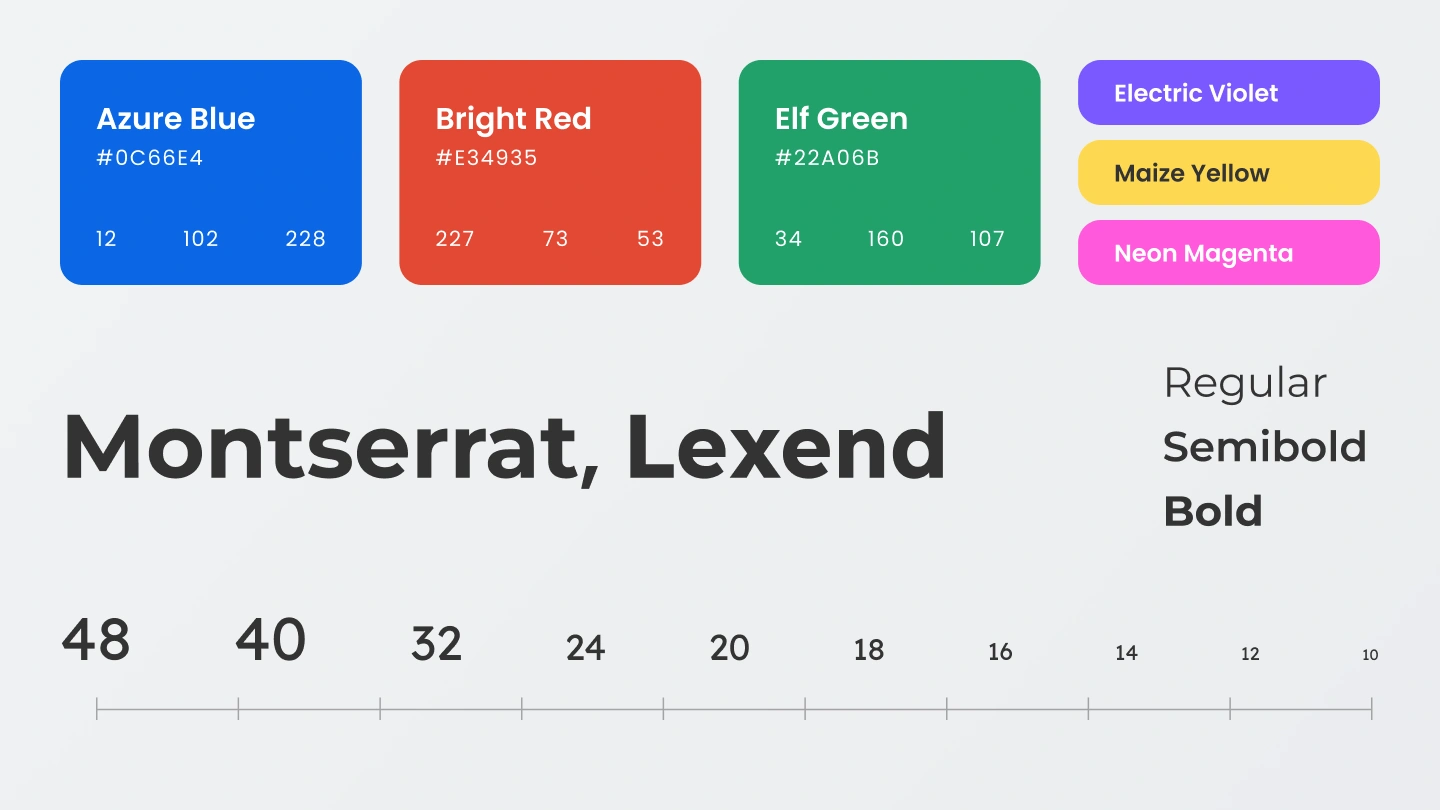 Azure Blue
#0C66E4
12 102 228
Bright Red
#E34935
227 73 53
Elf Green
#22A06B
34 160 107
Electric Violet
Maize Yellow
Neon Magenta
Montserrat, Lexend
Regular
Semibold
Bold
48 40 32 24 20 18 16 14 12 10